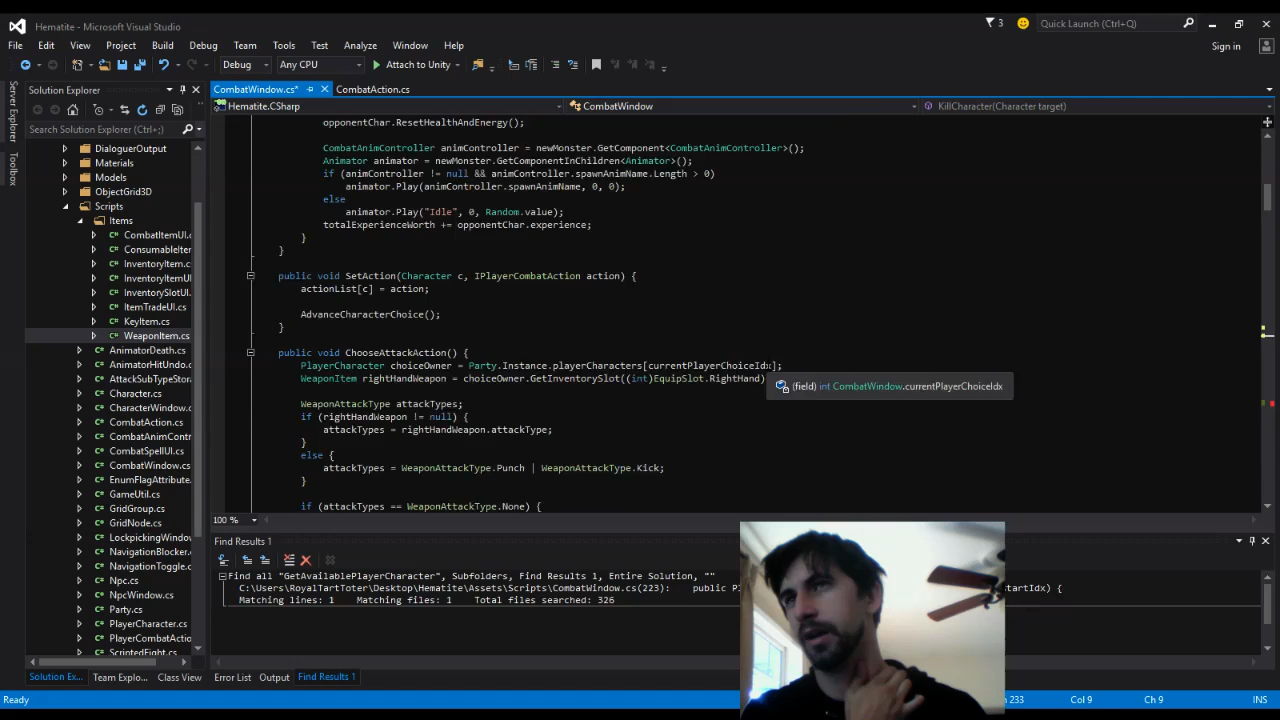 Hematite - Microsoft Visual Studio
3
Quick Launch (Ctrl+Q)
File Edit View Project Build Debug Team Tools Test Analyze Window Help
Sign in
Debug Any CPU Attach to Unity
Server Explorer
Toolbox
Solution Explorer
Search Solution Explorer (Ctrl+;)
DialoguerOutput
Materials
Models
ObjectGrid3D
Scripts
Items
CombatItemUI.c
ConsumableIter
InventoryItem.c
InventoryItemUI
InventorySlotUI.
ItemTradeUI.cs
KeyItem.cs
WeaponItem.cs
AnimatorDeath.cs
AnimatorHitUndo.c
AttackSubTypeStora
Character.cs
CharacterWindow.c
CombatAction.cs
CombatAnimContr
CombatSpellUI.cs
CombatWindow.cs
EnumFlagAttribute.
GameUtil.cs
GridGroup.cs
GridNode.cs
LockpickingWindow
NavigationBlocker.
NavigationToggle.c
Npc.cs
NpcWindow.cs
Party.cs
PlayerCharacter.cs
PlayerCombatActio
ScriptedFight.cs
Solution Ex... Team Explo... Class View
CombatWindow.cs* CombatAction.cs
Hematite.CSharp CombatWindow KillCharacter(Character target)
opponentChar.ResetHealthAndEnergy();
CombatAnimController animController = newMonster.GetComponent<CombatAnimController>();
Animator animator = newMonster.GetComponentInChildren<Animator>();
if (animController != null && animController.spawnAnimName.Length > 0)
animator.Play(animController.spawnAnimName, 0, 0);
else
animator.Play("Idle", 0, Random.value);
totalExperienceWorth += opponentChar.experience;
}
}
public void SetAction(Character c, IPlayerCombatAction action) {
actionList[c] = action;
AdvanceCharacterChoice();
}
public void ChooseAttackAction() {
PlayerCharacter choiceOwner = Party.Instance.playerCharacters[currentPlayerChoiceIdx];
WeaponItem rightHandWeapon = choiceOwner.GetInventorySlot((int)EquipSlot.RightHand)
(field) int CombatWindow.currentPlayerChoiceIdx
WeaponAttackType attackTypes;
if (rightHandWeapon != null) {
attackTypes = rightHandWeapon.attackType;
}
else {
attackTypes = WeaponAttackType.Punch | WeaponAttackType.Kick;
}
if (attackTypes == WeaponAttackType.None) {
100 %
Find Results 1
Find all "GetAvailablePlayerCharacter", Subfolders, Find Results 1, Entire Solution, ""
C:\Users\RoyalTartToter\Desktop\Hematite\Assets\Scripts\CombatWindow.cs(223): public P
tartIdx) {
Matching lines: 1 Matching files: 1 Total files searched: 326
Error List Output Find Results 1
Ready
233 Col 9 Ch 9 INS